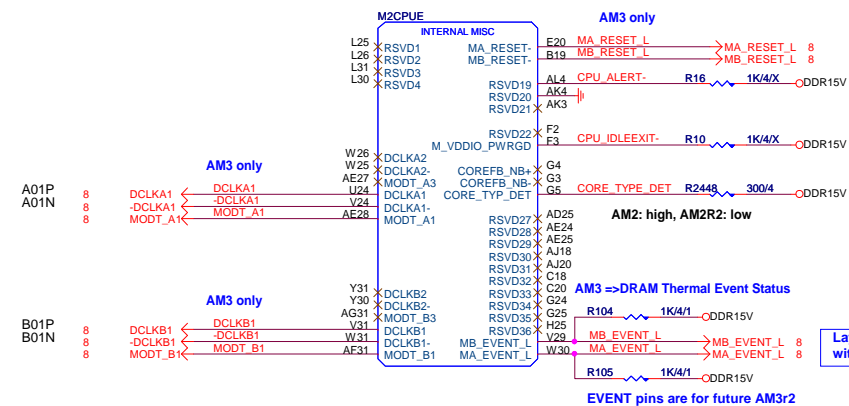 M2CPUE
AM3 only
INTERNAL MISC
L25 RSVD1 MA_RESET- E20 MA_RESET_L MA_RESET_L 8
L26 RSVD2 MB_RESET- B19 MB_RESET_L MB_RESET_L 8
L31 RSVD3
L30 RSVD4 RSVD19 AL4 CPU_ALERT- R16 1K/4/X DDR15V
RSVD20 AK4
RSVD21 AK3
RSVD22 F2
M_VDDIO_PWRGD F3 CPU_IDLEEXIT- R10 1K/4/X DDR15V
W26 DCLKA2
AM3 only W25 DCLKA2- COREFB_NB+ G4
AE27 MODT_A3 COREFB_NB- G3
A01P 8 DCLKA1 DCLKA1 U24 DCLKA1 CORE_TYP_DET G5 CORE_TYPE_DET R2448 300/4 DDR15V
A01N 8 -DCLKA1 -DCLKA1 V24 DCLKA1-
8 MODT_A1 MODT_A1 AE28 MODT_A1 RSVD27 AD25 AM2: high, AM2R2: low
RSVD28 AE24
RSVD29 AE25
RSVD30 AJ18
RSVD31 AJ20
RSVD32 C18
Y31 DCLKB2 RSVD33 C20 AM3 =>DRAM Thermal Event Status
AM3 only Y30 DCLKB2- RSVD34 G24
AG31 MODT_B3 RSVD35 G25 R104 1K/4/1 DDR15V
B01P 8 DCLKB1 DCLKB1 V31 DCLKB1 RSVD36 H25
B01N 8 -DCLKB1 -DCLKB1 W31 DCLKB1- MB_EVENT_L V29 MB_EVENT_L MB_EVENT_L 8
8 MODT_B1 MODT_B1 AF31 MODT_B1 MA_EVENT_L W30 MA_EVENT_L MA_EVENT_L 8
R105 1K/4/1 DDR15V
EVENT pins are for future AM3r2